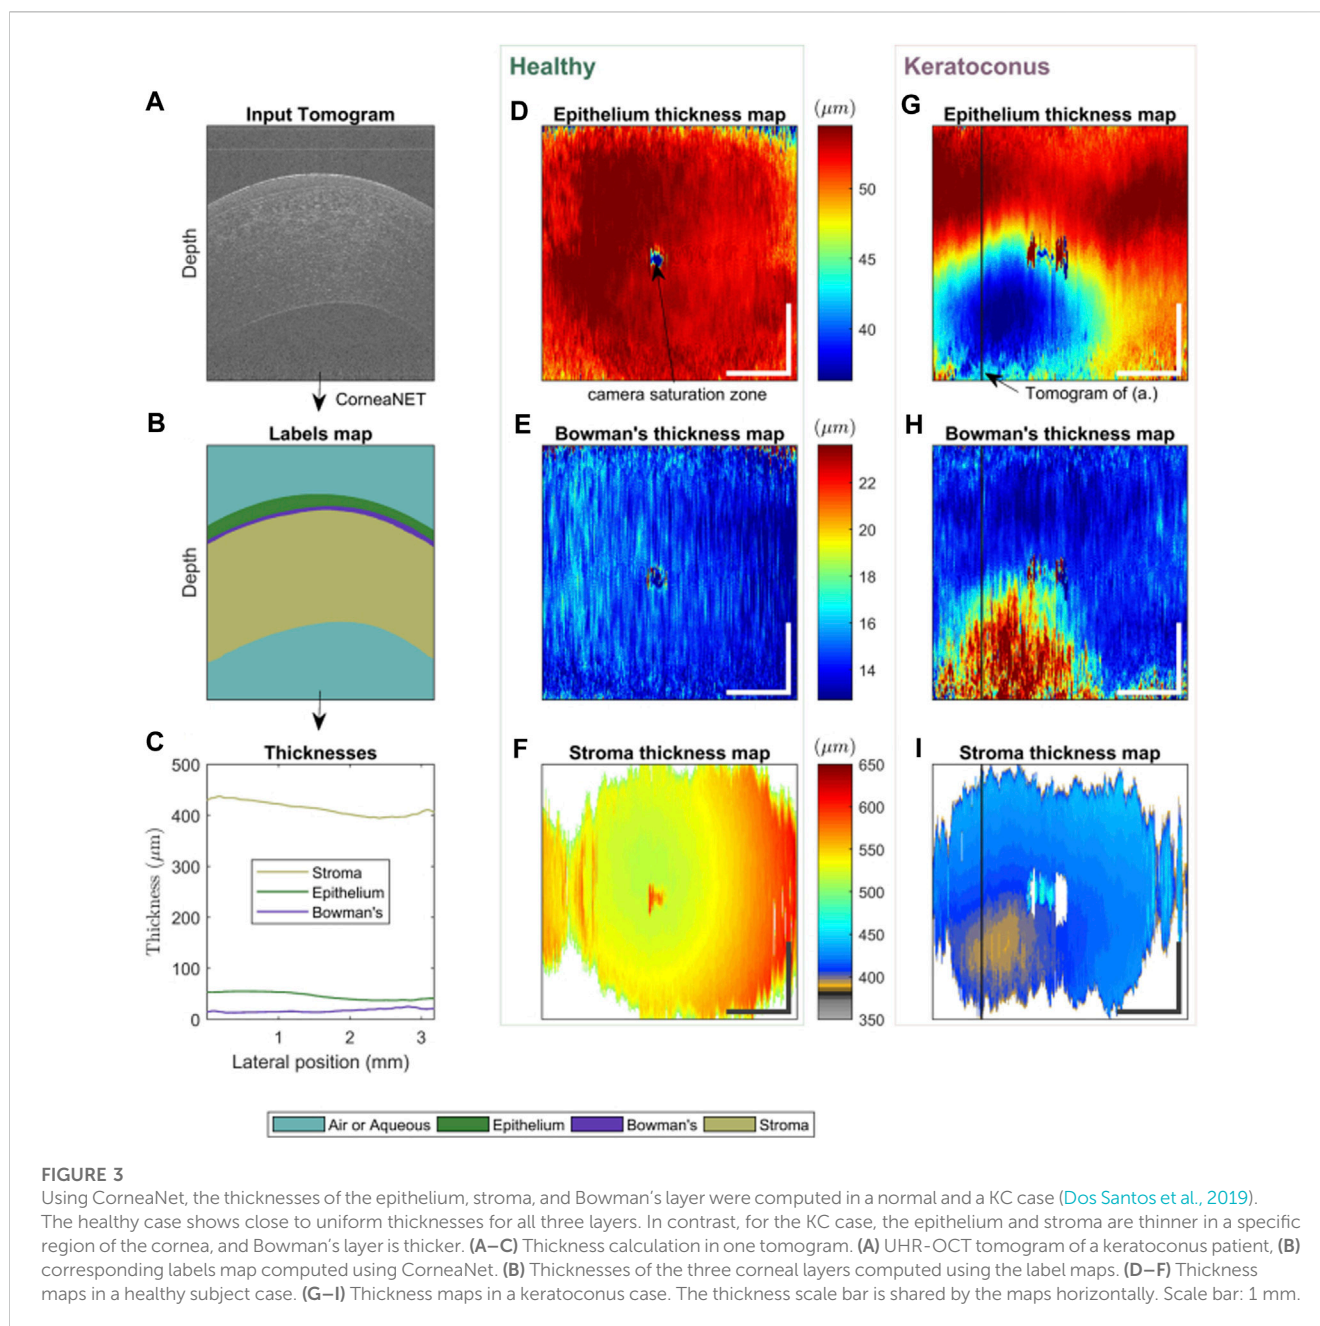 Healthy
Keratoconus
A
Input Tomogram
Depth
CorneaNET
B
Labels map
Depth
C
Thicknesses
500
400
300
200
100
0
Thickness (μm)
Stroma
Epithelium
Bowman's
1
2
3
Lateral position (mm)
D
Epithelium thickness map
(μm)
50
45
40
camera saturation zone
E
Bowman's thickness map
(μm)
22
20
18
16
14
F
Stroma thickness map
(μm)
650
600
550
500
450
400
350
G
Epithelium thickness map
Tomogram of (a.)
H
Bowman's thickness map
I
Stroma thickness map
Air or Aqueous
Epithelium
Bowman's
Stroma
FIGURE 3
Using CorneaNet, the thicknesses of the epithelium, stroma, and Bowman’s layer were computed in a normal and a KC case (Dos Santos et al., 2019).
The healthy case shows close to uniform thicknesses for all three layers. In contrast, for the KC case, the epithelium and stroma are thinner in a specific
region of the cornea, and Bowman’s layer is thicker. (A–C) Thickness calculation in one tomogram. (A) UHR-OCT tomogram of a keratoconus patient, (B)
corresponding labels map computed using CorneaNet. (B) Thicknesses of the three corneal layers computed using the label maps. (D–F) Thickness
maps in a healthy subject case. (G–I) Thickness maps in a keratoconus case. The thickness scale bar is shared by the maps horizontally. Scale bar: 1 mm.